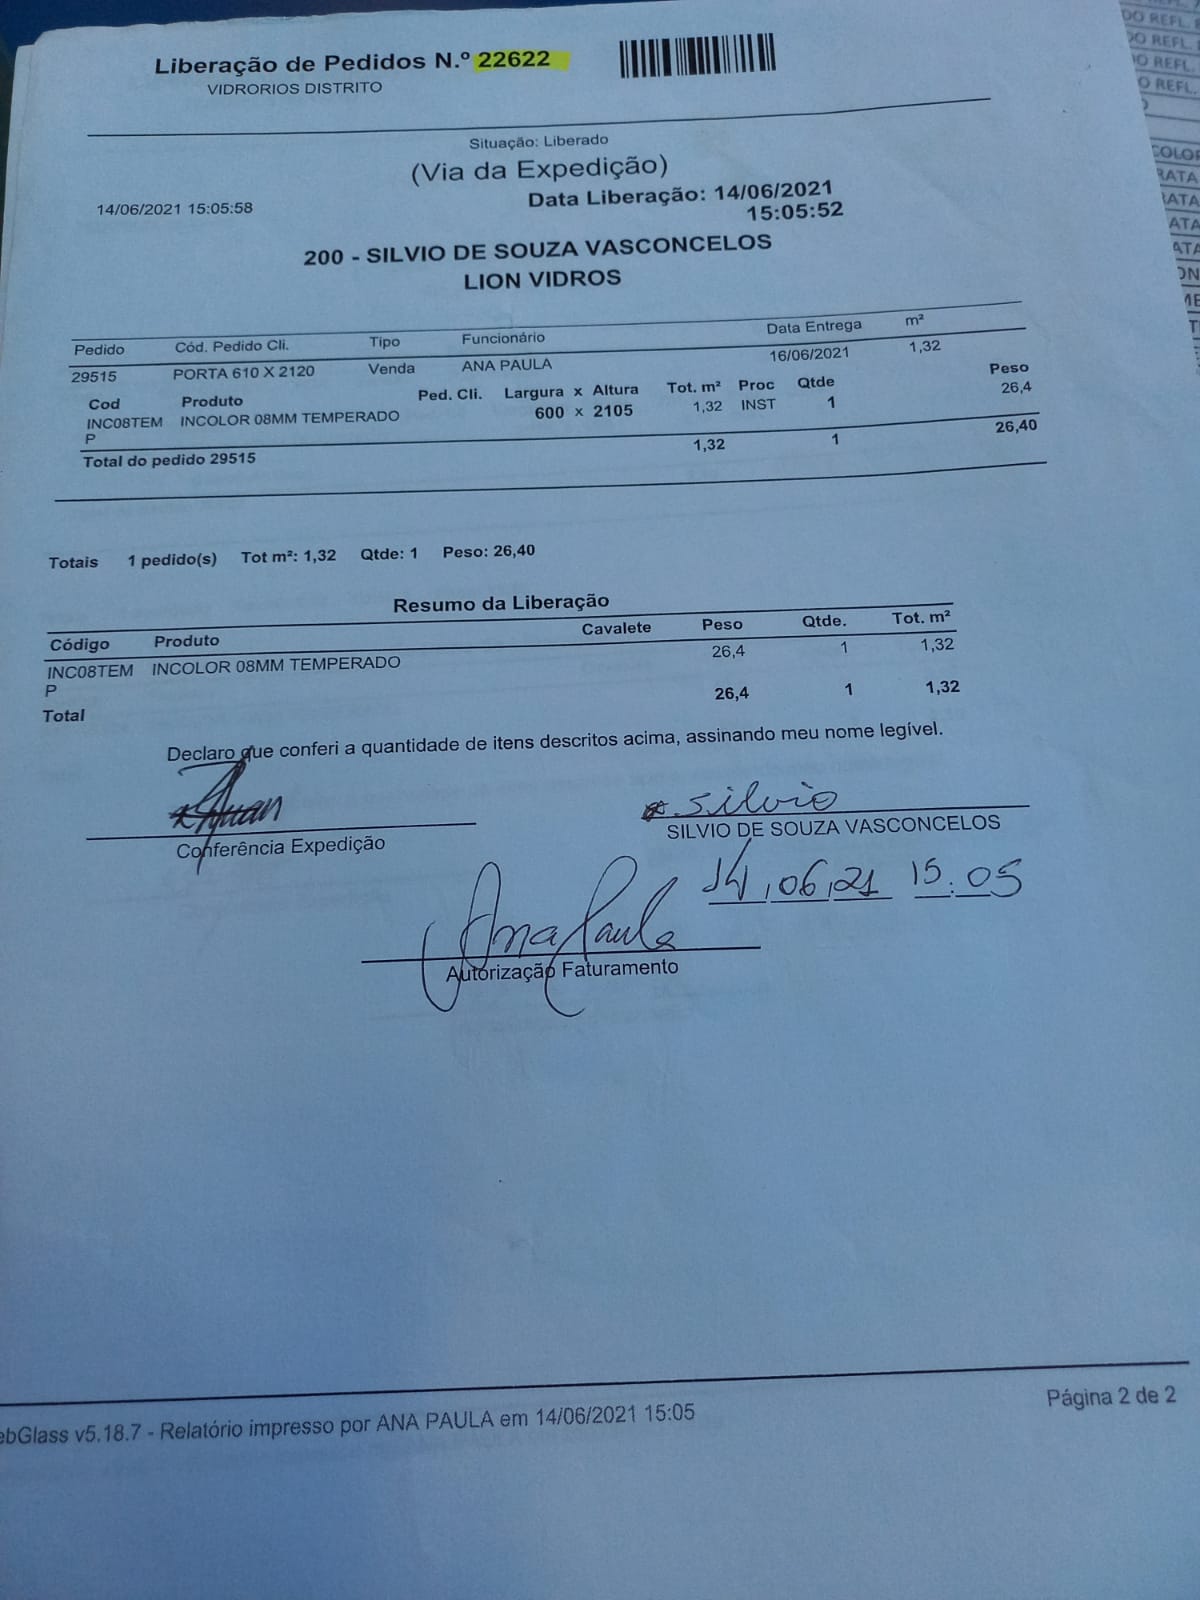 Liberação de Pedidos N.º 22622
VIDRORIOS DISTRITO
Situação: Liberado
(Via da Expedição)
14/06/2021 15:05:58
Data Liberação: 14/06/2021
15:05:52
200 - SILVIO DE SOUZA VASCONCELOS
LION VIDROS
Pedido Cód. Pedido Cli. Tipo Funcionário Data Entrega m²
29515 PORTA 610 X 2120 Venda ANA PAULA 16/06/2021 1,32
Cod Produto Ped. Cli. Largura x Altura Tot. m² Proc Qtde Peso
INC08TEM INCOLOR 08MM TEMPERADO 600 x 2105 1,32 INST 1 26,4
P
Total do pedido 29515 1,32 1 26,40
Totais 1 pedido(s) Tot m²: 1,32 Qtde: 1 Peso: 26,40
Resumo da Liberação
Código Produto Cavalete Peso Qtde. Tot. m²
INC08TEM INCOLOR 08MM TEMPERADO 26,4 1 1,32
P
Total 26,4 1 1,32
Declaro que conferi a quantidade de itens descritos acima, assinando meu nome legível.
Silvio
Conferência Expedição
SILVIO DE SOUZA VASCONCELOS
14,06,21 15:05
Ana Paula
Autorização Faturamento
ebGlass v5.18.7 - Relatório impresso por ANA PAULA em 14/06/2021 15:05
Página 2 de 2